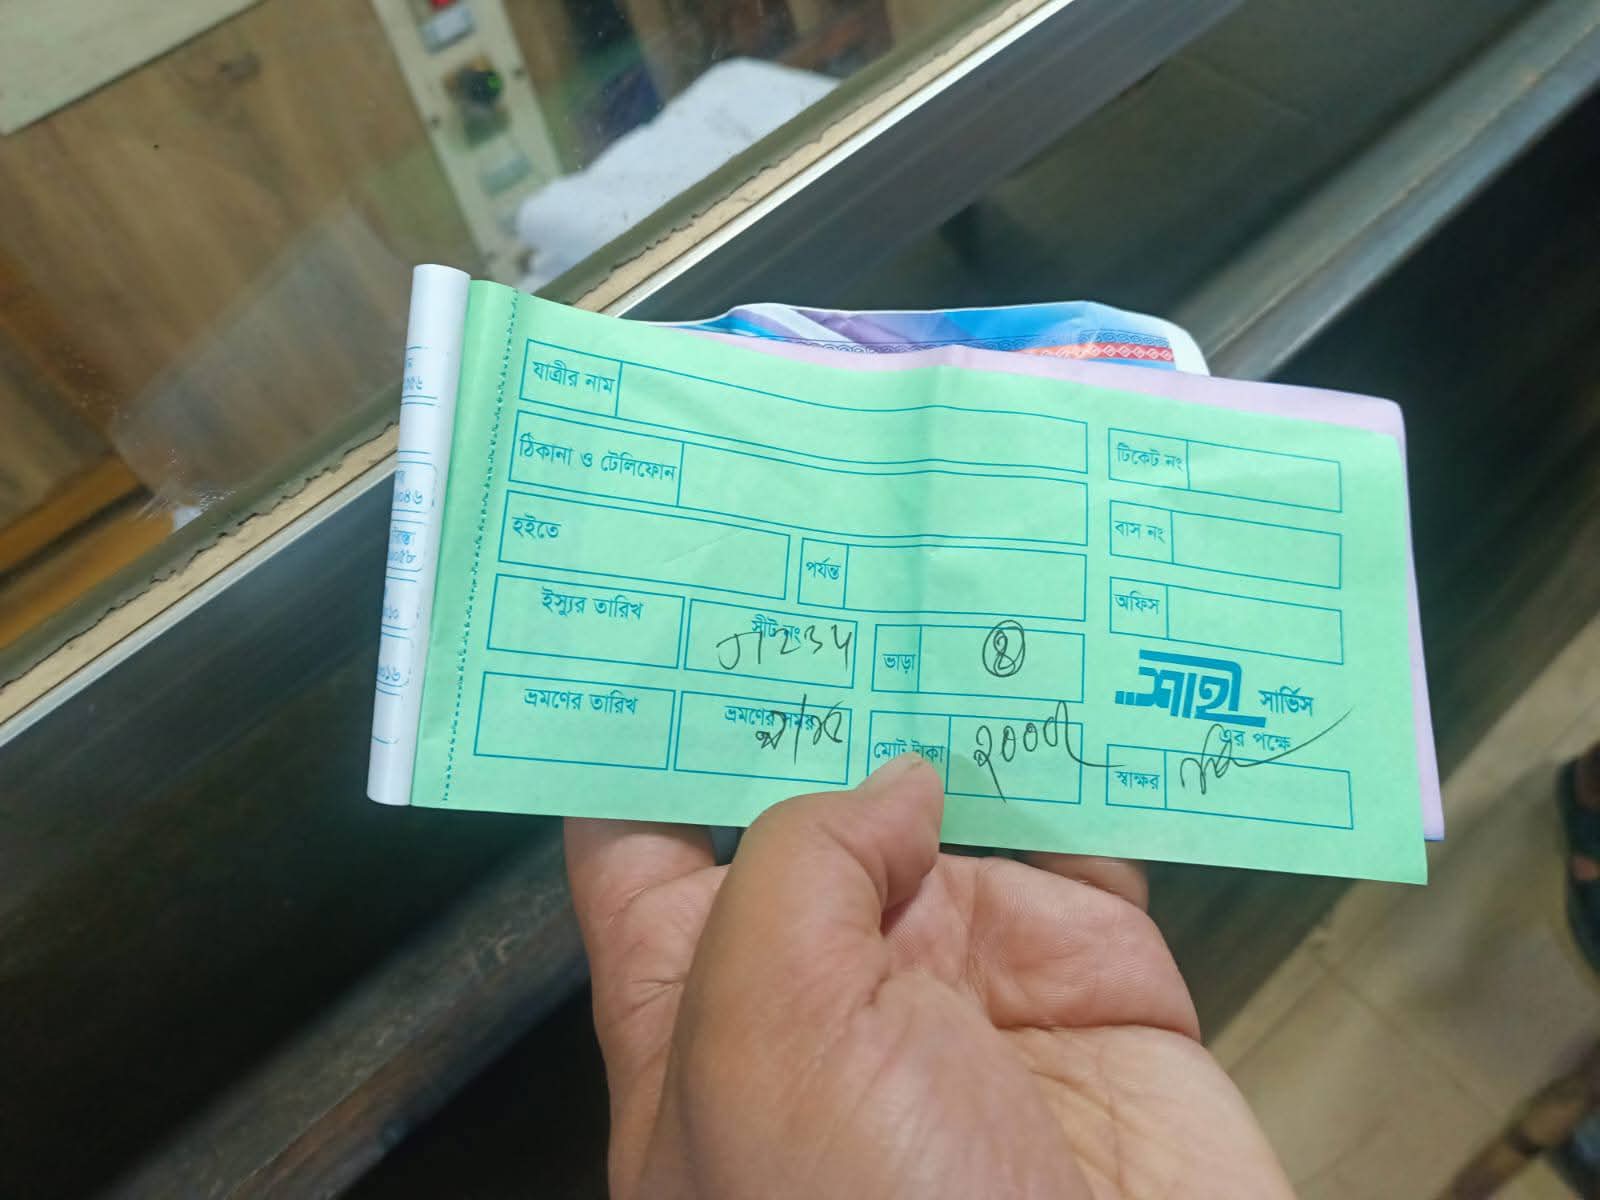 যাত্রীর নাম
টিকেট নং
ঠিকানা ও টেলিফোন
বাস নং
হইতে
পর্যন্ত
অফিস
ইস্যুর তারিখ
সীট নং
ভাড়া
শাহী সার্ভিস
এর পক্ষে
ভ্রমণের তারিখ
ভ্রমণের সময়
মোট টাকা ২০০০
স্বাক্ষর